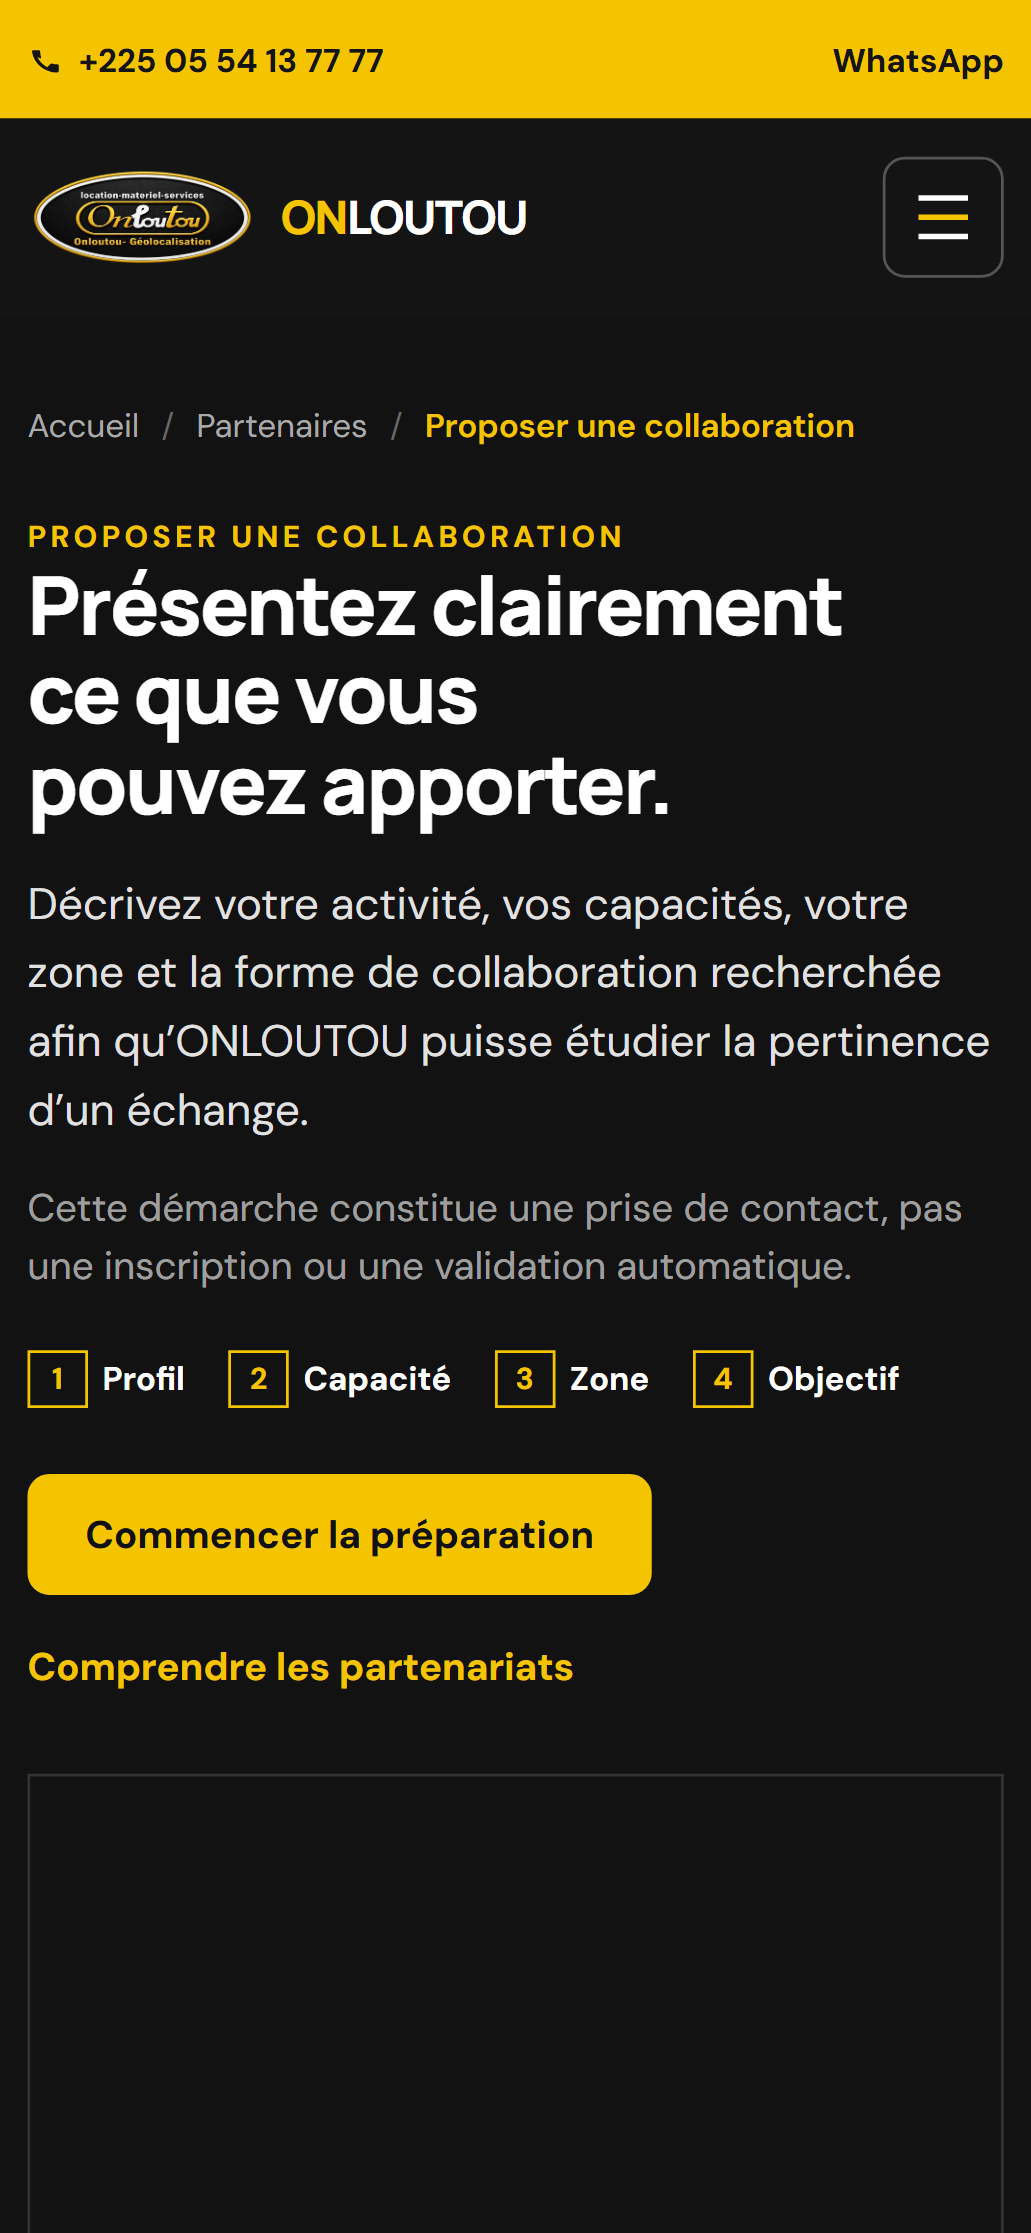 +225 05 54 13 77 77
WhatsApp
location-materiel-services
Onloutou
Onloutou- Géolocalisation
ONLOUTOU
Accueil / Partenaires / Proposer une collaboration
PROPOSER UNE COLLABORATION
Présentez clairement
ce que vous
pouvez apporter.
Décrivez votre activité, vos capacités, votre
zone et la forme de collaboration recherchée
afin qu’ONLOUTOU puisse étudier la pertinence
d’un échange.
Cette démarche constitue une prise de contact, pas
une inscription ou une validation automatique.
1 Profil 2 Capacité 3 Zone 4 Objectif
Commencer la préparation
Comprendre les partenariats